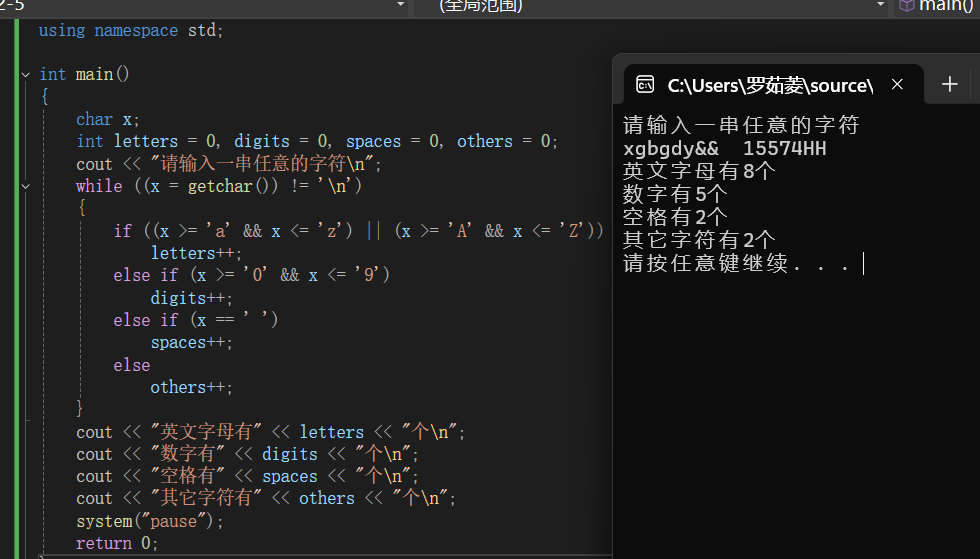 2-5
(全局范围)
main()
using namespace std;
int main()
{
char x;
int letters = 0, digits = 0, spaces = 0, others = 0;
cout << "请输入一串任意的字符\n";
while ((x = getchar()) != '\n')
{
if ((x >= 'a' && x <= 'z') || (x >= 'A' && x <= 'Z'))
letters++;
else if (x >= '0' && x <= '9')
digits++;
else if (x == ' ')
spaces++;
else
others++;
}
cout << "英文字母有" << letters << "个\n";
cout << "数字有" << digits << "个\n";
cout << "空格有" << spaces << "个\n";
cout << "其它字符有" << others << "个\n";
system("pause");
return 0;
C:\Users\罗茹菱\source\
请输入一串任意的字符
xgbgdy&&  15574HH
英文字母有8个
数字有5个
空格有2个
其它字符有2个
请按任意键继续. . .